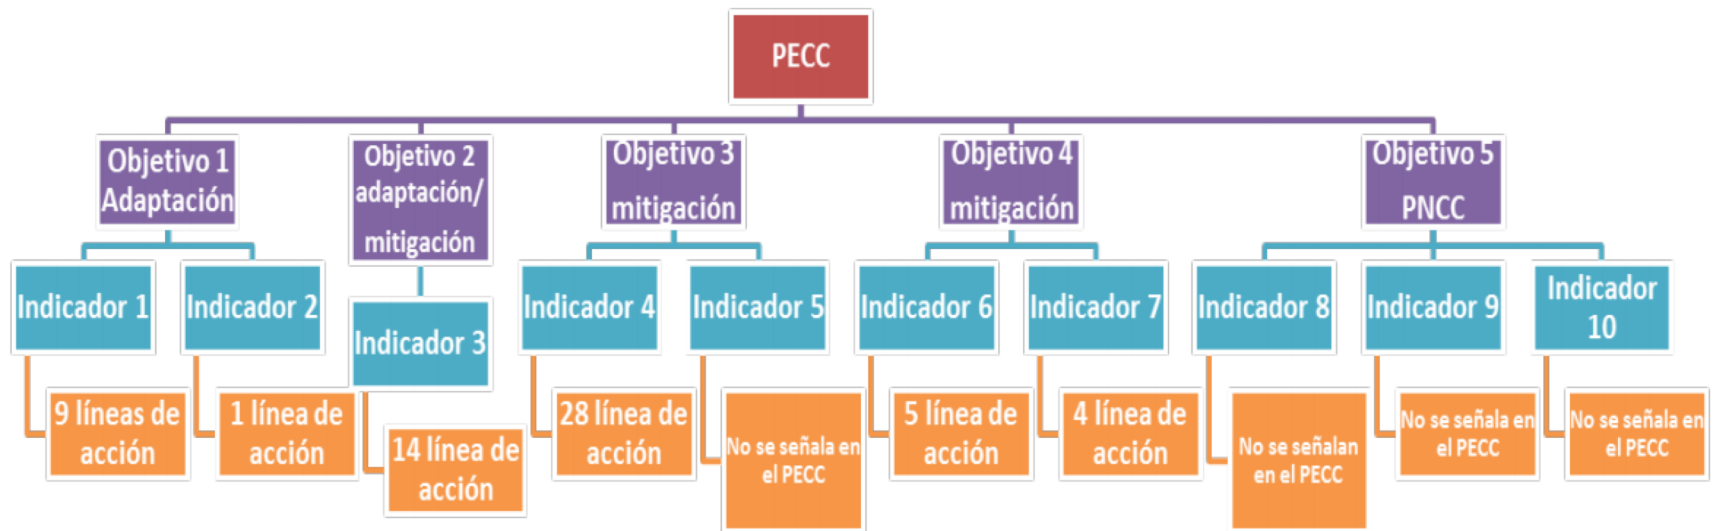 PECC
Objetivo 1
Adaptación
Objetivo 2
adaptación/
mitigación
Objetivo 3
mitigación
Objetivo 4
mitigación
Objetivo 5
PNCC
Indicador 1
Indicador 2
Indicador 3
Indicador 4
Indicador 5
Indicador 6
Indicador 7
Indicador 8
Indicador 9
Indicador
10
9 líneas de
acción
1 línea de
acción
14 línea de
acción
28 línea de
acción
No se señala en
el PECC
5 línea de
acción
4 línea de
acción
No se señalan
en el PECC
No se señala en
el PECC
No se señala en
el PECC